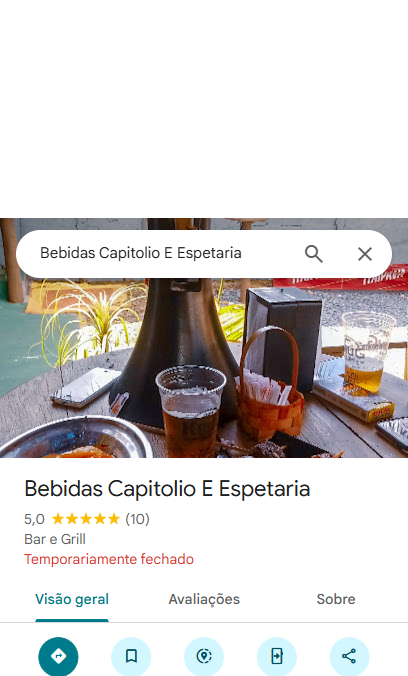 Bebidas Capitolio E Espetaria
Bebidas Capitolio E Espetaria
5,0 (10)
Bar e Grill
Temporariamente fechado
Visão geral
Avaliações
Sobre